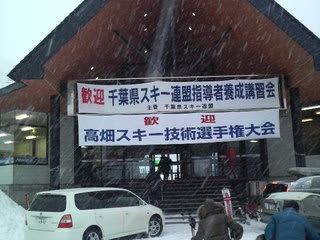 歓迎 千葉県スキー連盟指導者養成講習会
主管 千葉県スキー連盟
歓迎
高畑スキー技術選手権大会